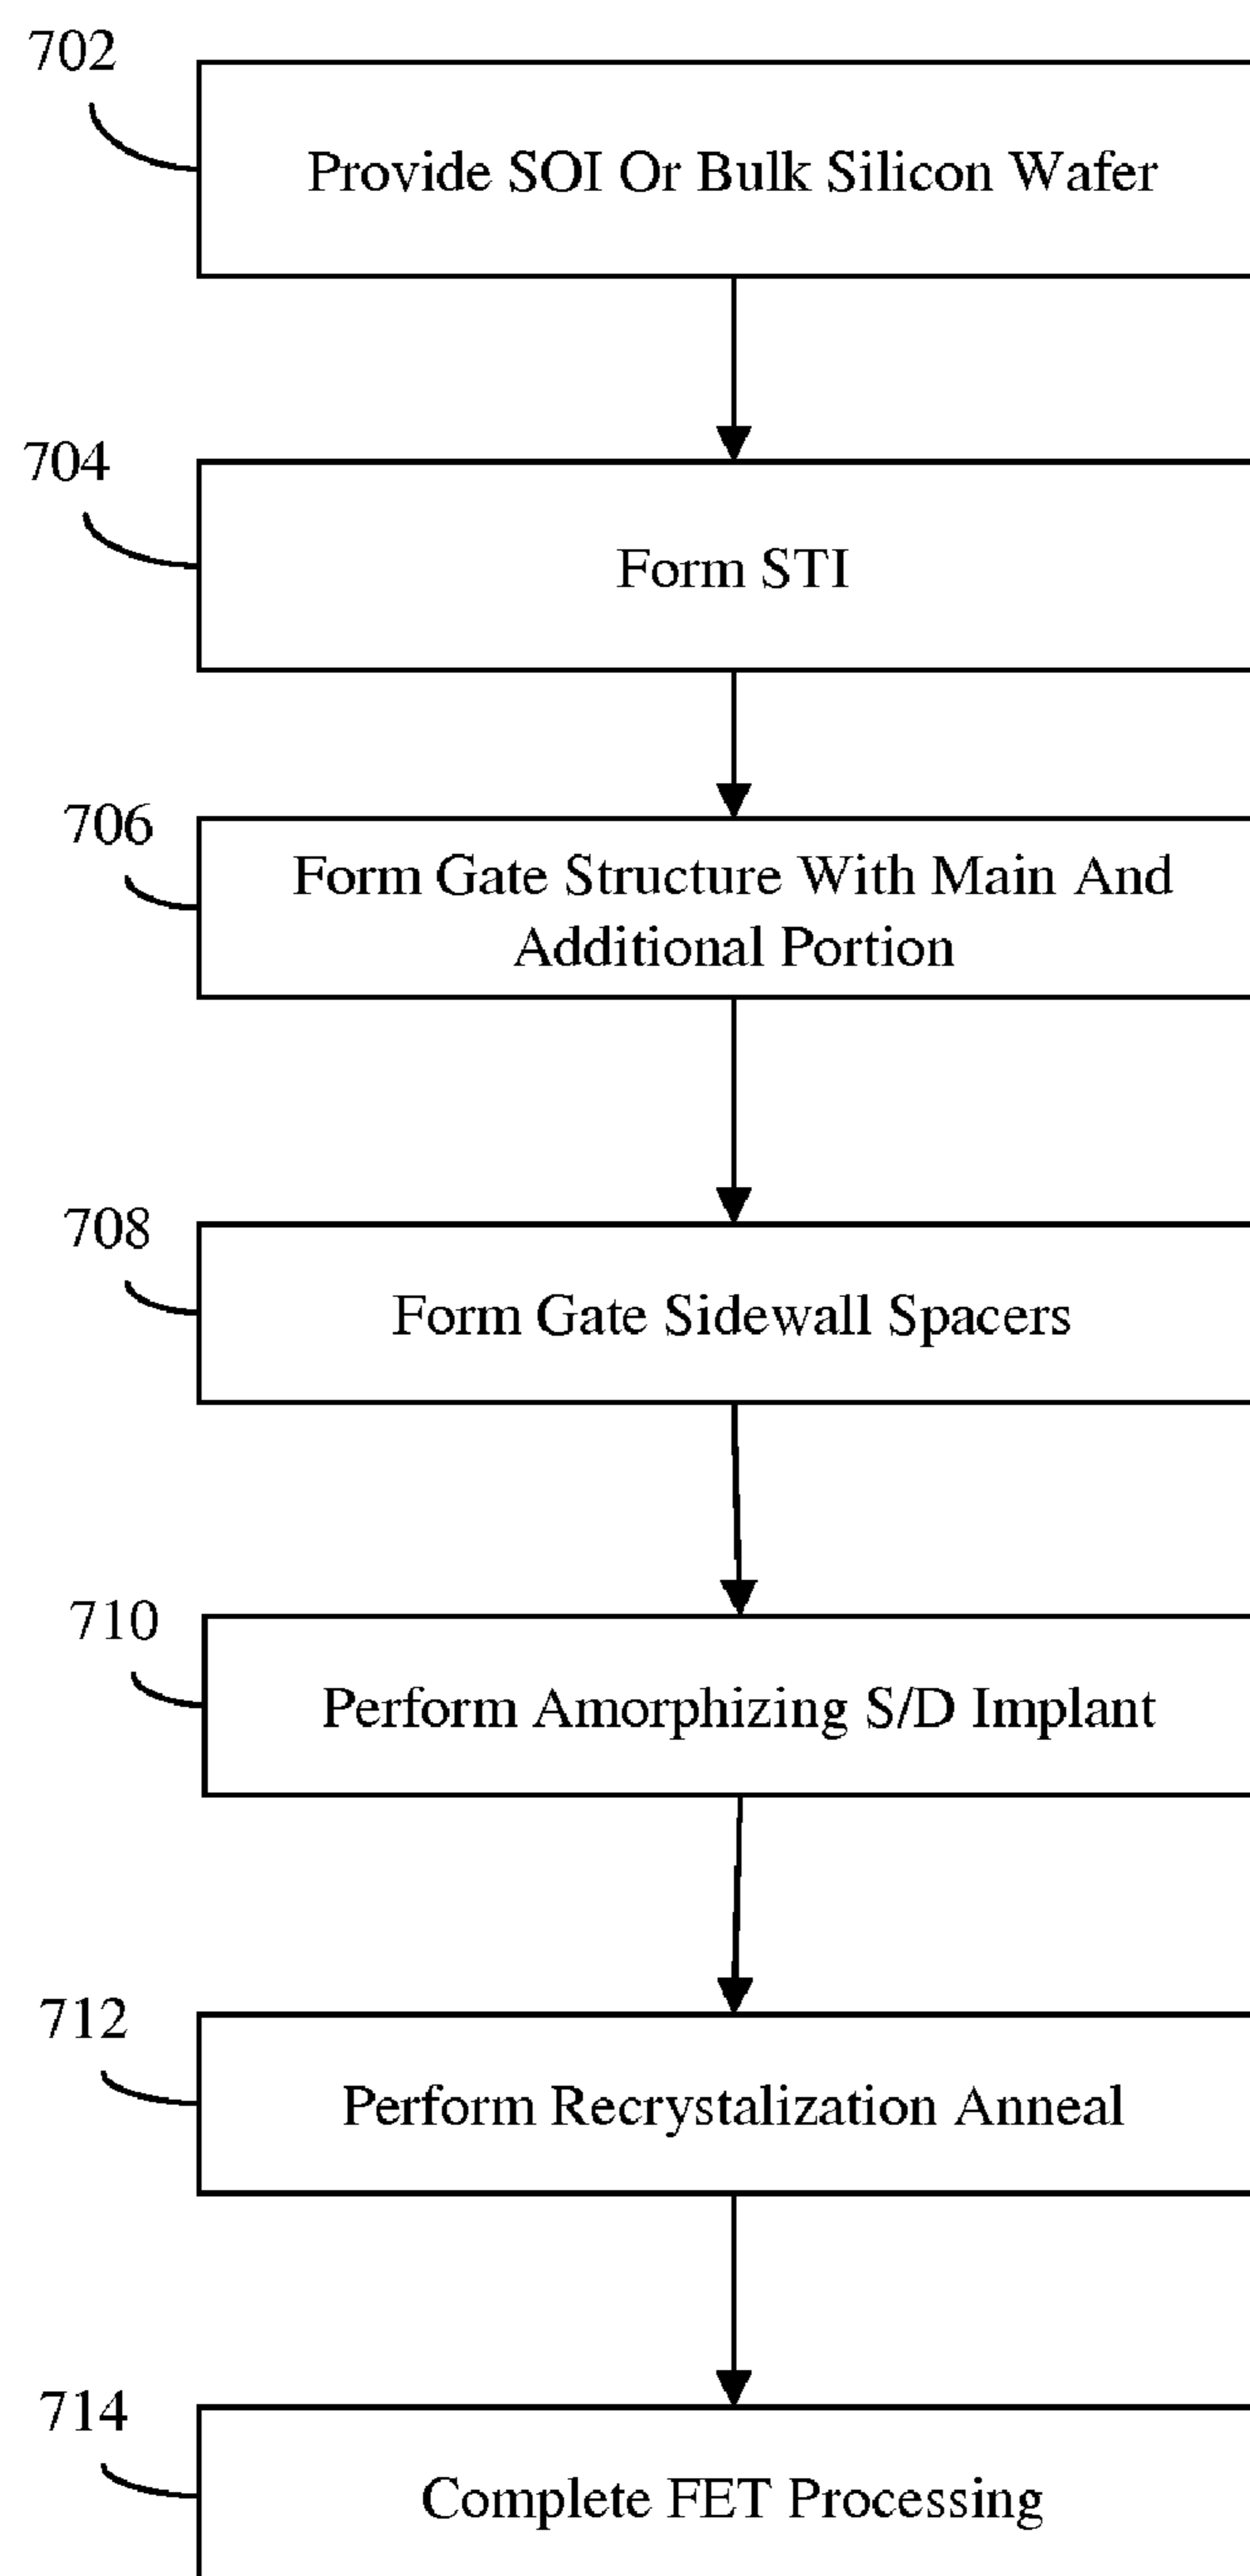 702
Provide SOI Or Bulk Silicon Wafer
704
Form STI
706
Form Gate Structure With Main And
Additional Portion
708
Form Gate Sidewall Spacers
710
Perform Amorphizing S/D Implant
712
Perform Recrystalization Anneal
714
Complete FET Processing